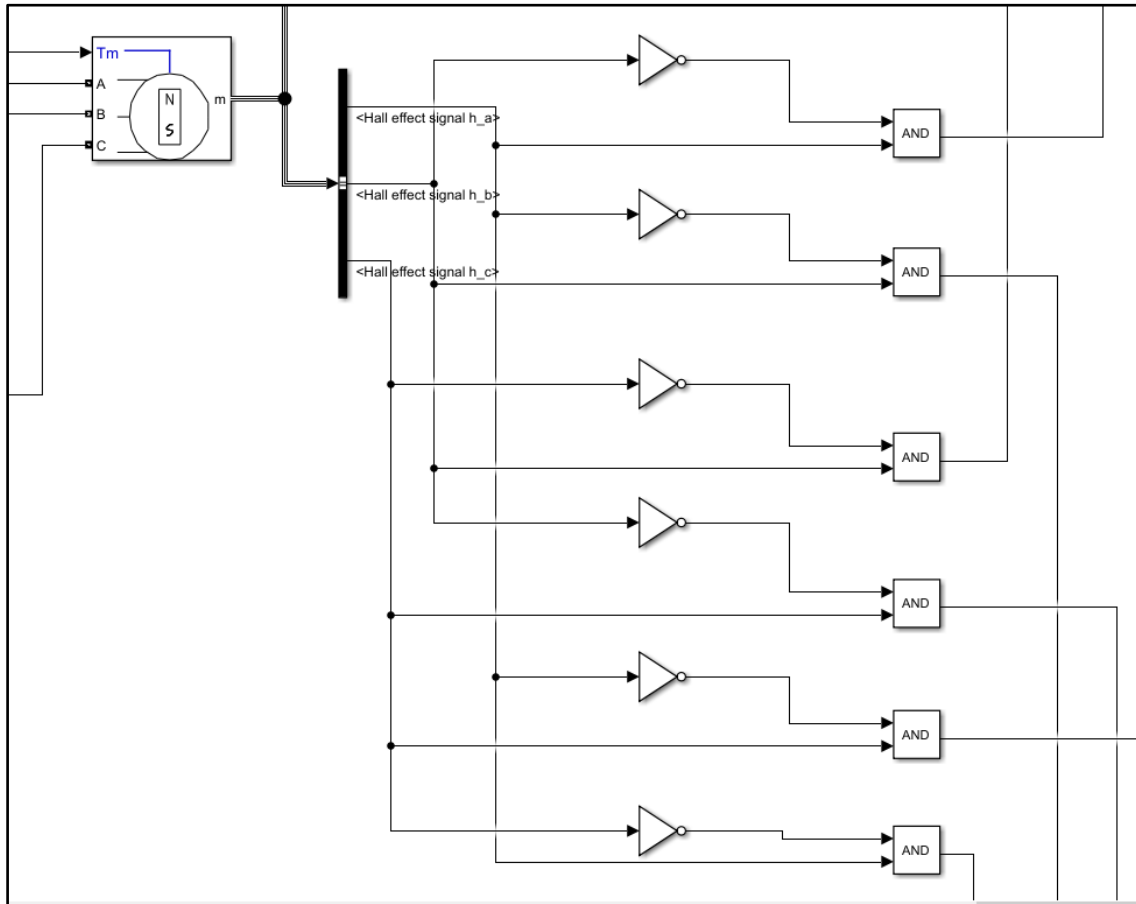 Tm
A
B
C
N
S
m
<Hall effect signal h_a>
<Hall effect signal h_b>
<Hall effect signal h_c>
AND
AND
AND
AND
AND
AND